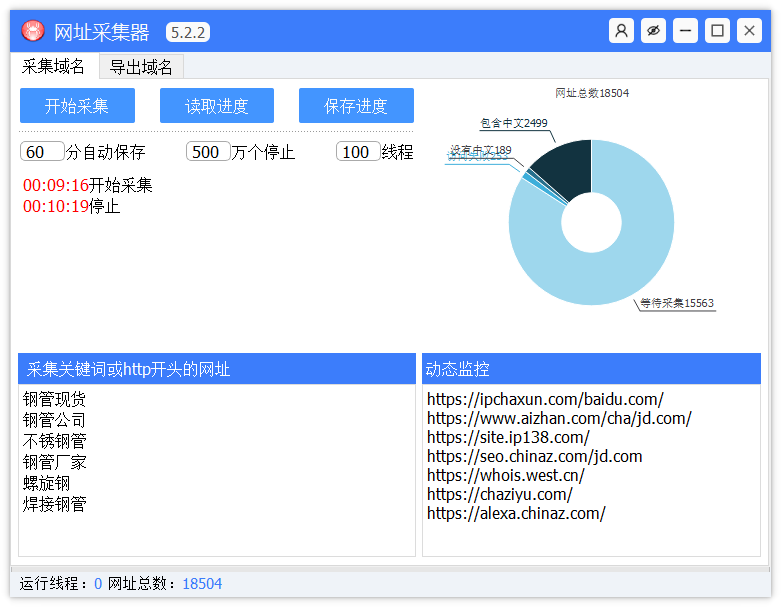 网址采集器 5.2.2
采集域名 导出域名
开始采集 读取进度 保存进度
60 分自动保存 500 万个停止 100 线程
00:09:16开始采集
00:10:19停止
网址总数18504
包含中文2499
没有中文189
访问失败253
等待采集15563
采集关键词或http开头的网址
钢管现货
钢管公司
不锈钢管
钢管厂家
螺旋钢
焊接钢管
动态监控
https://ipchaxun.com/baidu.com/
https://www.aizhan.com/cha/jd.com/
https://site.ip138.com/
https://seo.chinaz.com/jd.com
https://whois.west.cn/
https://chaziyu.com/
https://alexa.chinaz.com/
运行线程：0 网址总数：18504